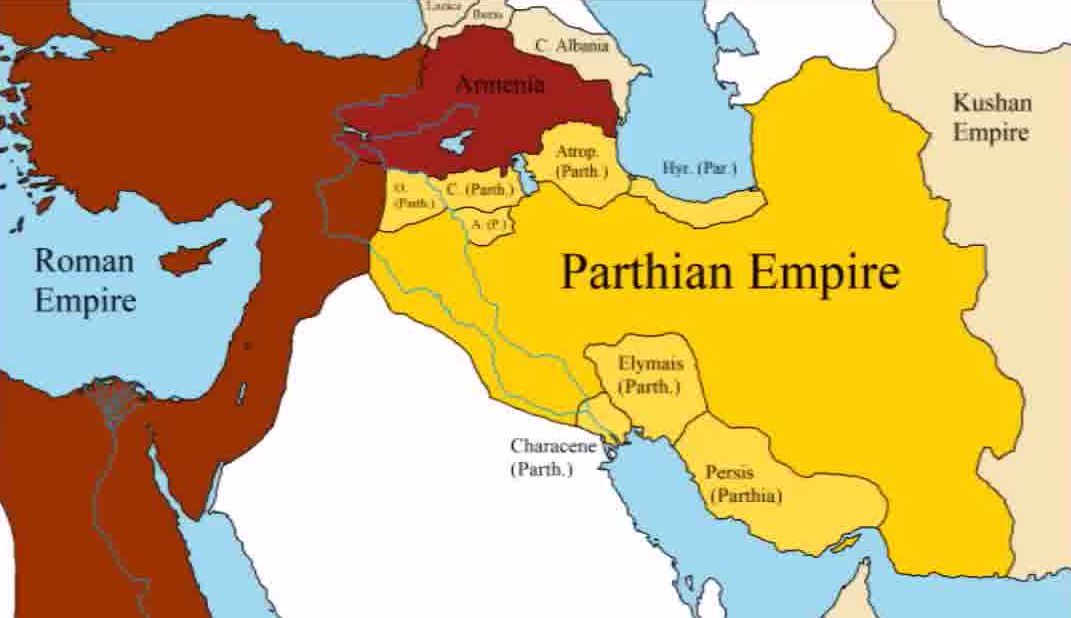 Lazica
Iberia
C. Albania
Armenia
Kushan
Empire
Atrop.
(Parth.)
Hyr. (Par.)
O.
(Parth.)
C. (Parth.)
A. (P.)
Roman
Empire
Parthian Empire
Elymais
(Parth.)
Characene
(Parth.)
Persis
(Parthia)